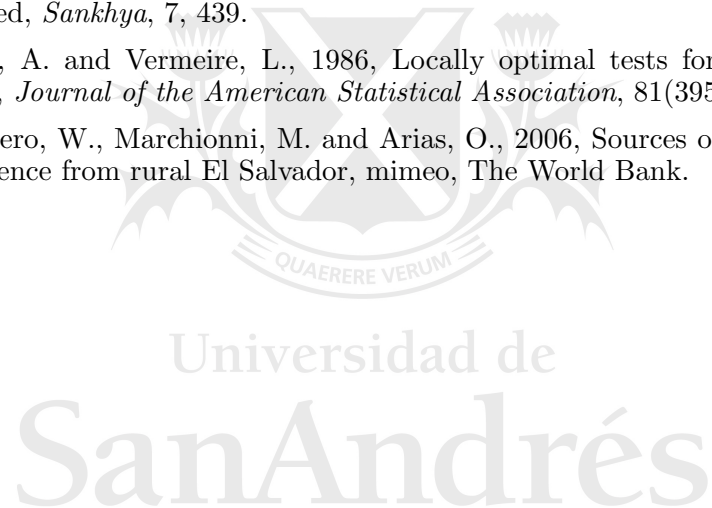 ed, Sankhya, 7, 439.
, A. and Vermeire, L., 1986, Locally optimal tests for
, Journal of the American Statistical Association, 81(395
ero, W., Marchionni, M. and Arias, O., 2006, Sources o
ence from rural El Salvador, mimeo, The World Bank.
QUAERERE VERUM
Universidad de
SanAndrés